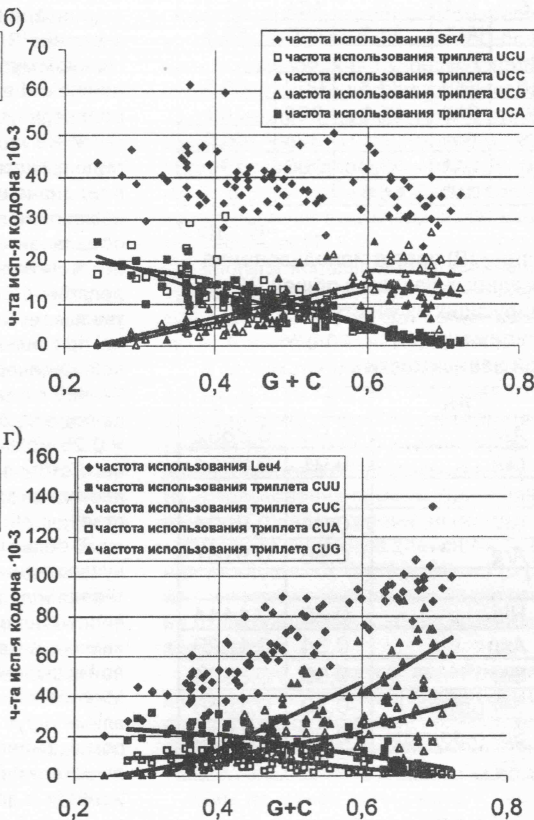 б)
70
60
50
40
30
20
10
0
ч-та исп-я кодона *10-3
частота использования Ser4
частота использования триплета UCU
частота использования триплета UCC
частота использования триплета UCG
частота использования триплета UCA
0,2
0,4
0,6
0,8
G + C
г)
160
140
120
100
80
60
40
20
0
ч-та исп-я кодона ·10-3
частота использования Leu4
частота использования триплета CUU
частота использования триплета CUC
частота использования триплета CUA
частота использования триплета CUG
0,2
0,4
0,6
0,8
G+C